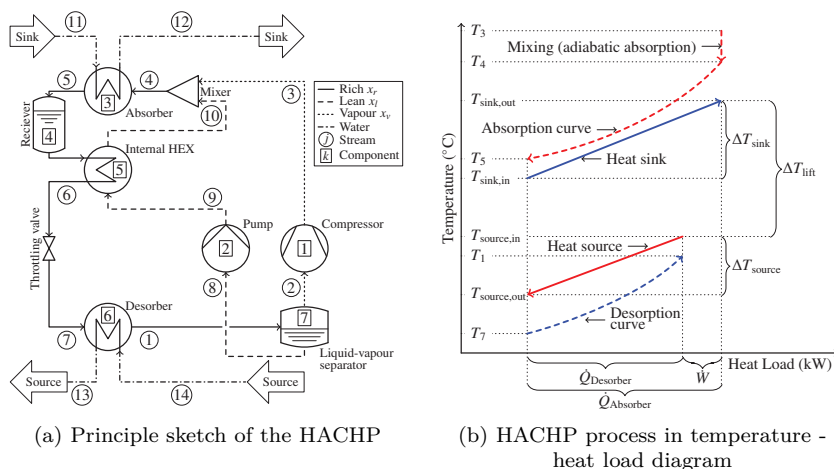 11
12
Sink
Sink
5
4
3
3
Absorber
Mixer
10
Reciever
4
Internal HEX
5
6
9
Throttling valve
Pump
2
Compressor
1
8
2
Desorber
6
7
1
7
Liquid-vapour
separator
Source
Source
13
14
Rich x_r
Lean x_l
Vapour x_v
Water
j Stream
k Component
(a) Principle sketch of the HACHP
Temperature (°C)
T_3
Mixing (adiabatic absorption)
T_4
T_sink,out
Absorption curve
ΔT_sink
T_5
Heat sink
T_sink,in
ΔT_lift
T_source,in
Heat source
T_1
ΔT_source
T_source,out
Desorption
curve
T_7
Heat Load (kW)
Q̇_Desorber
Ẇ
Q̇_Absorber
(b) HACHP process in temperature -
heat load diagram